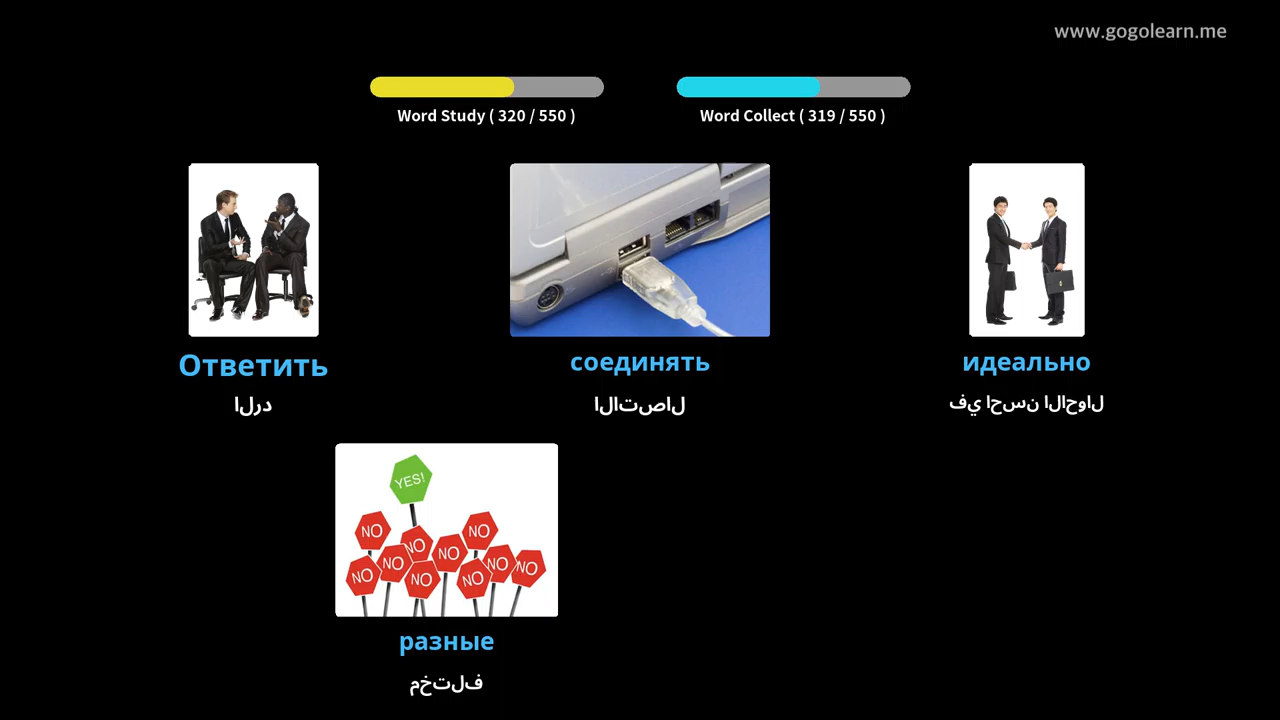 www.gogolearn.me
Word Study ( 320 / 550 )
Word Collect ( 319 / 550 )
Ответить
الرد
соединять
الاتصال
идеально
في احسن الاحوال
YES!
NO
NO
NO
NO
NO
NO
NO
NO
NO
NO
разные
مختلف